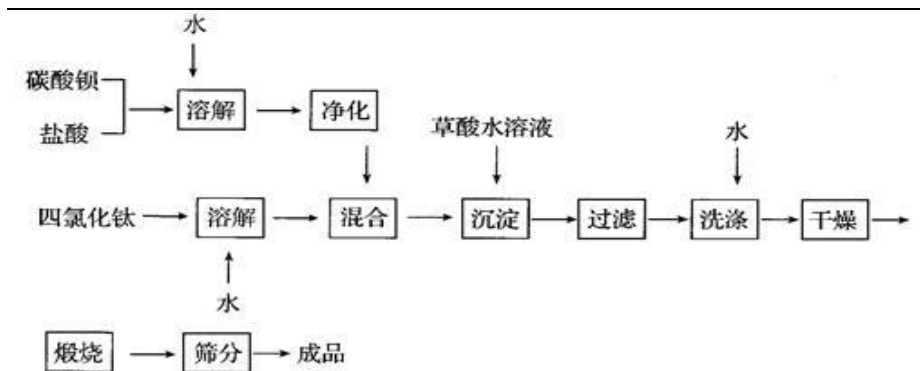 水
碳酸钡
溶解
净化
盐酸
草酸水溶液
水
四氯化钛
溶解
混合
沉淀
过滤
洗涤
干燥
水
煅烧
筛分
成品